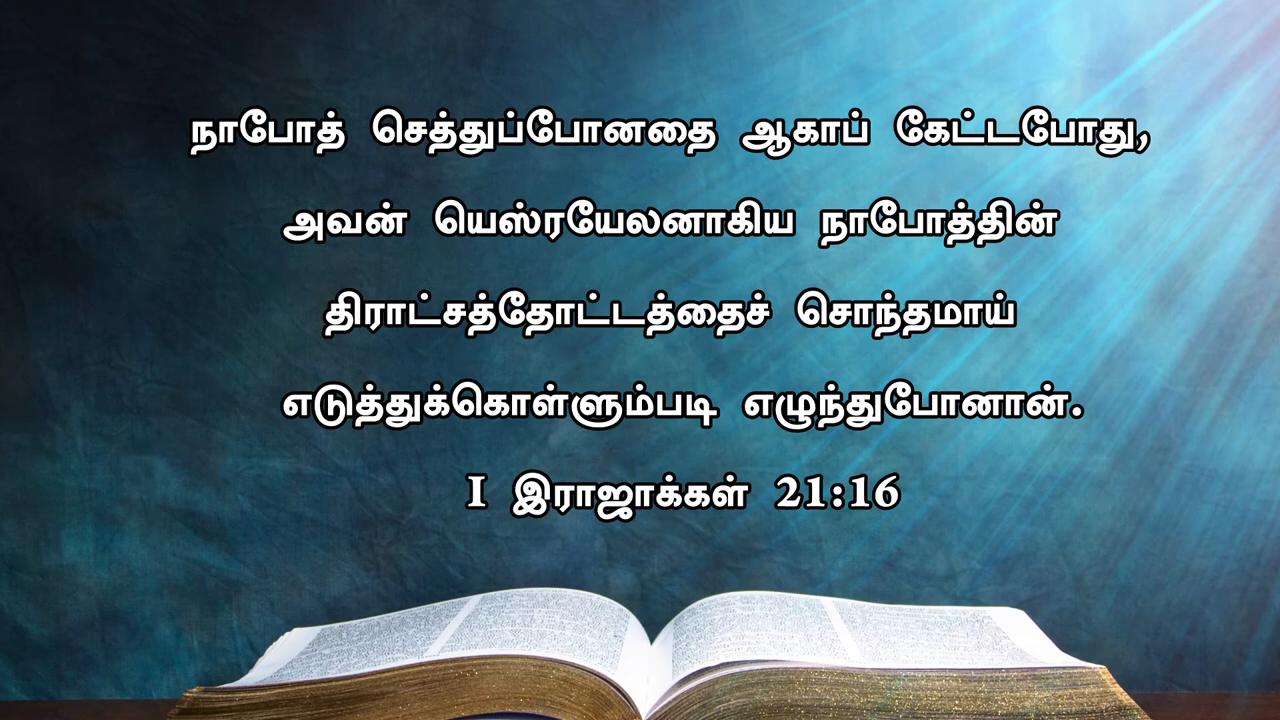 நாபோத் செத்துப்போனதை ஆகாப் கேட்டபோது,
அவன் யெஸ்ரயேலனாகிய நாபோத்தின்
திராட்சத்தோட்டத்தைச் சொந்தமாய்
எடுத்துக்கொள்ளும்படி எழுந்துபோனான்.
I இராஜாக்கள் 21:16